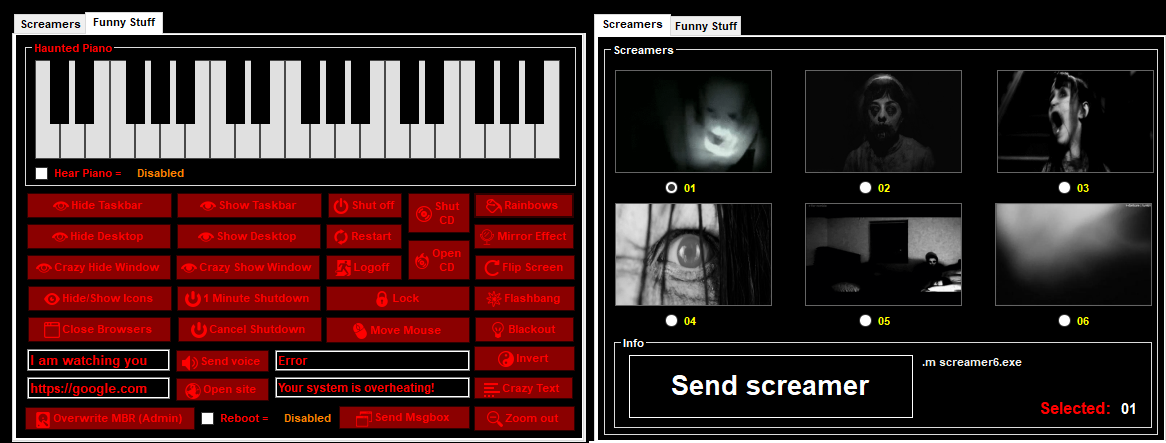 Screamers Funny Stuff
Haunted Piano
Hear Piano = Disabled
Hide Taskbar Show Taskbar Shut off Shut CD Rainbows
Hide Desktop Show Desktop Restart Mirror Effect
Crazy Hide Window Crazy Show Window Logoff Open CD Flip Screen
Hide/Show Icons 1 Minute Shutdown Lock Flashbang
Close Browsers Cancel Shutdown Move Mouse Blackout
I am watching you Send voice Error Invert
https://google.com Open site Your system is overheating! Crazy Text
Overwrite MBR (Admin) Reboot = Disabled Send Msgbox Zoom out
Screamers Funny Stuff
Screamers
01 02 03
04 05 06
Info
Send screamer
.m screamer6.exe
Selected: 01